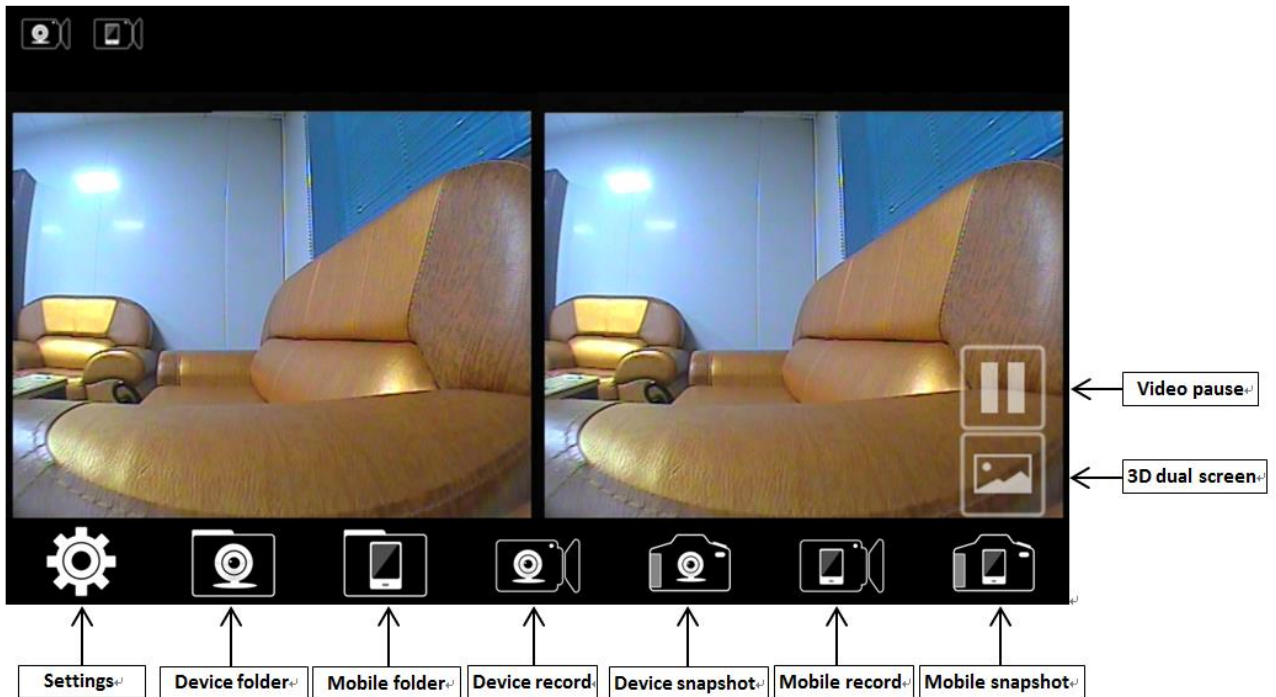 Video pause
3D dual screen
Settings
Device folder
Mobile folder
Device record
Device snapshot
Mobile record
Mobile snapshot